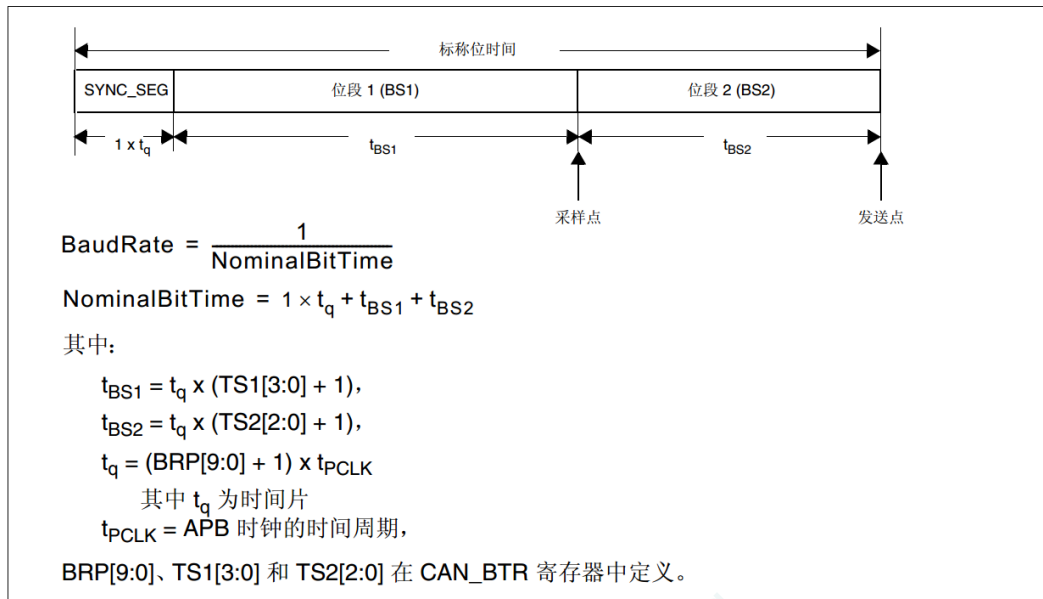 标称位时间
SYNC_SEG 位段 1 (BS1) 位段 2 (BS2)
1 x tq tBS1 tBS2
采样点 发送点
BaudRate = 1 / NominalBitTime
NominalBitTime = 1 × tq + tBS1 + tBS2
其中：
tBS1 = tq x (TS1[3:0] + 1)，
tBS2 = tq x (TS2[2:0] + 1)，
tq = (BRP[9:0] + 1) x tPCLK
其中 tq 为时间片
tPCLK = APB 时钟的时间周期，
BRP[9:0]、TS1[3:0] 和 TS2[2:0] 在 CAN_BTR 寄存器中定义。